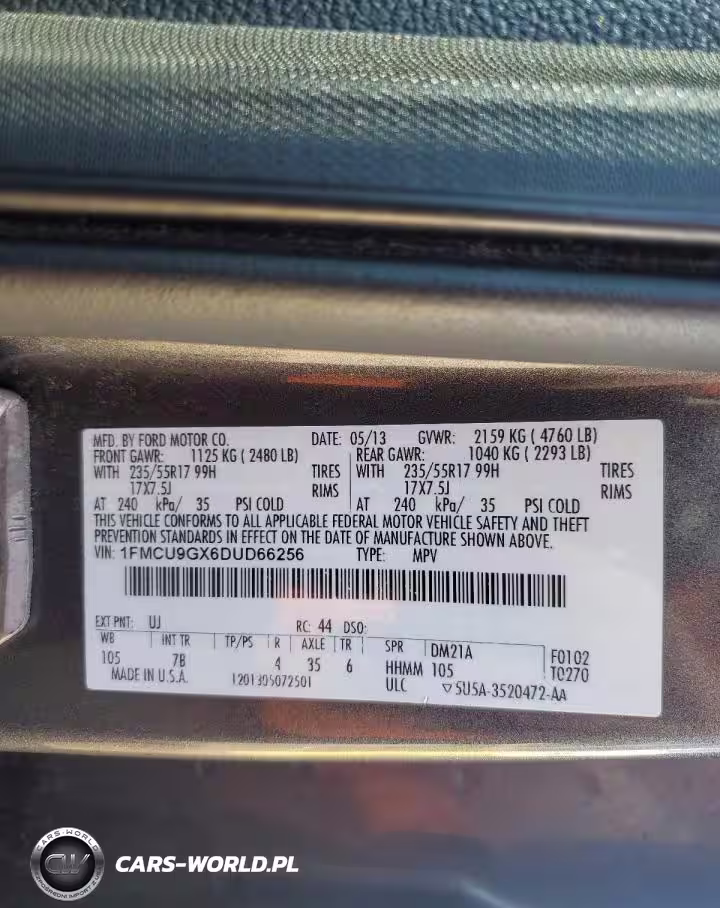 MFD. BY FORD MOTOR CO. DATE: 05/13 GVWR: 2159 KG ( 4760 LB)
FRONT GAWR: 1125 KG ( 2480 LB) REAR GAWR: 1040 KG ( 2293 LB)
WITH 235/55R17 99H TIRES WITH 235/55R17 99H TIRES
17X7.5J RIMS 17X7.5J RIMS
AT 240 kPa/ 35 PSI COLD AT 240 kPa/ 35 PSI COLD
THIS VEHICLE CONFORMS TO ALL APPLICABLE FEDERAL MOTOR VEHICLE SAFETY AND THEFT
PREVENTION STANDARDS IN EFFECT ON THE DATE OF MANUFACTURE SHOWN ABOVE.
VIN: 1FMCU9GX6DUD66256 TYPE: MPV
EXT PNT: UJ RC: 44 DSO:
WB INT TR TP/PS R AXLE TR SPR DM21A F0102
105 7B 4 35 6 HHMM 105 T0270
MADE IN U.S.A. 1201305072501 ULC ▽5U5A-3520472-AA
CARS-WORLD
CW
CARS-WORLD.PL